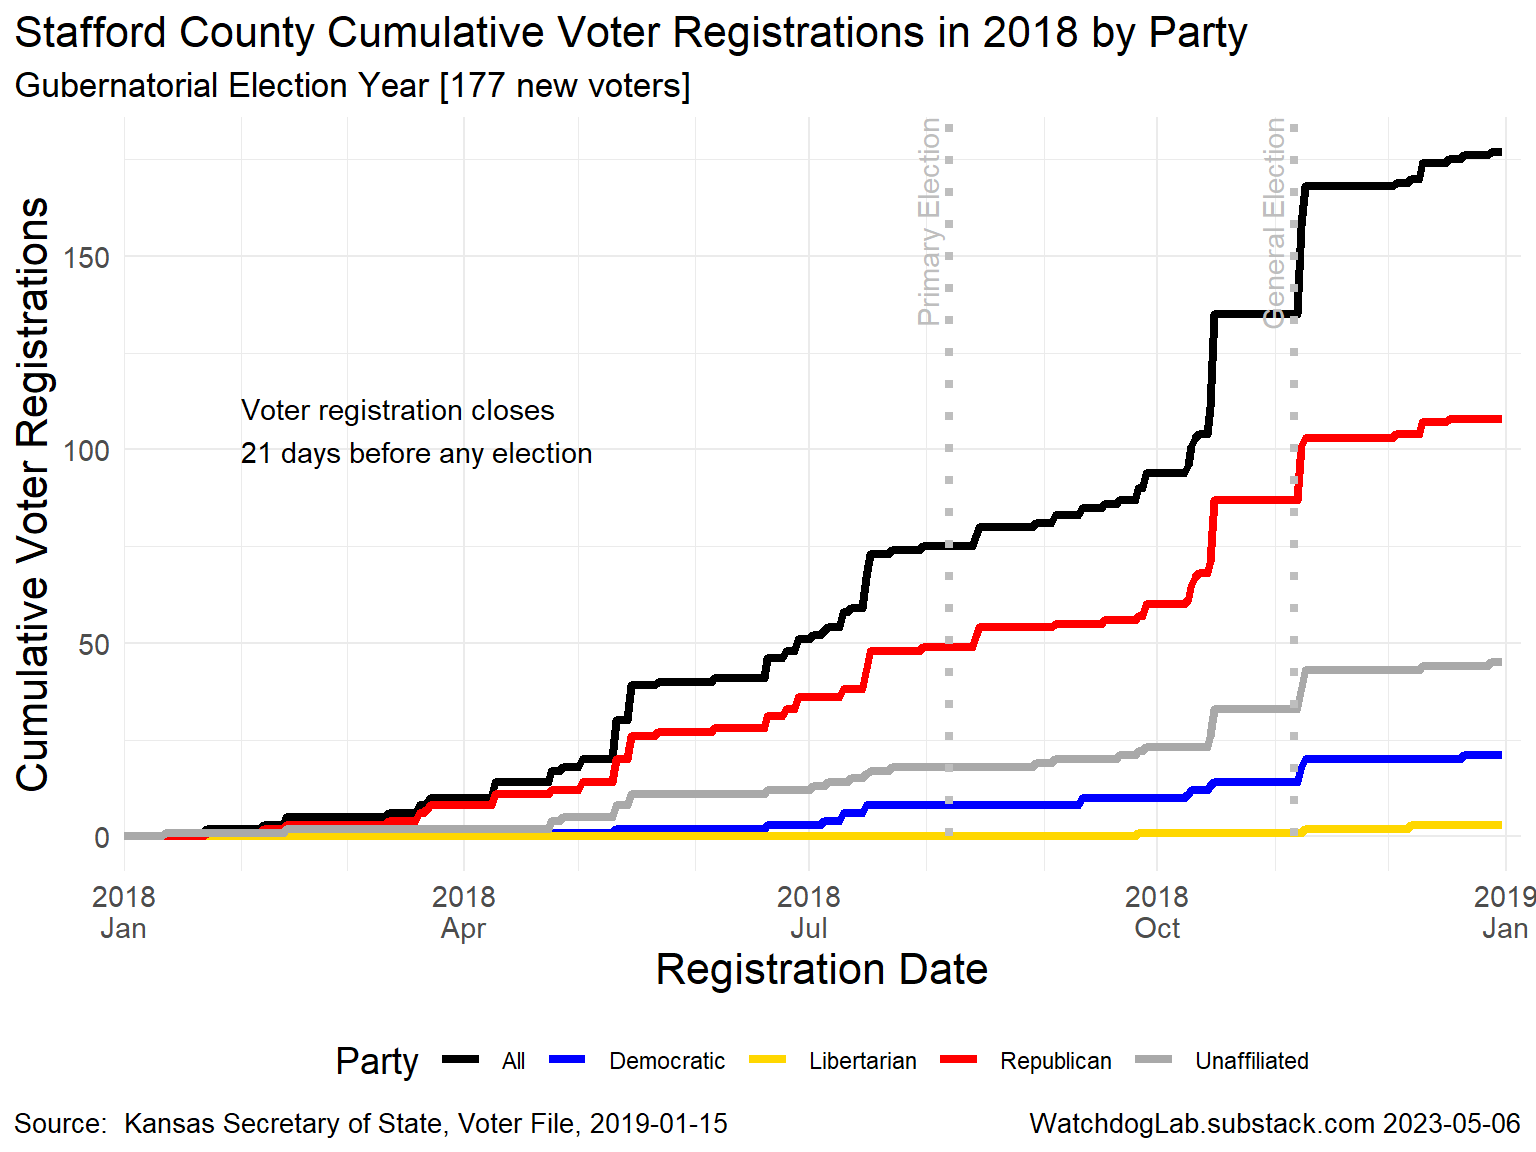 Stafford County Cumulative Voter Registrations in 2018 by Party
Gubernatorial Election Year [177 new voters]
Cumulative Voter Registrations
150
100
50
0
Primary Election
General Election
Voter registration closes
21 days before any election
2018 2018 2018 2018 2019
Jan Apr Jul Oct Jan
Registration Date
Party All Democratic Libertarian Republican Unaffiliated
Source:  Kansas Secretary of State, Voter File, 2019-01-15
WatchdogLab.substack.com 2023-05-06